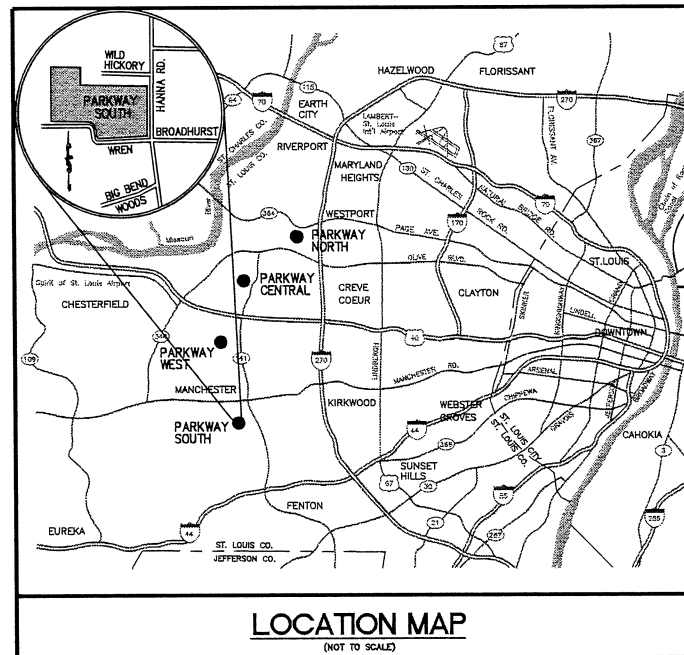 WILD
HICKORY
HANNA RD.
PARKWAY
SOUTH
BROADHURST
WREN
BIG BEND
WOODS
67
HAZELWOOD
FLORISSANT
94
70
115
EARTH
CITY
270
LAMBERT-
ST. LOUIS
INT'L Airport
FLORISSANT AV.
367
ST. CHARLES CO.
ST. LOUIS CO.
RIVERPORT
MARYLAND
HEIGHTS
130
ST. CHARLES
ROCK RD.
NATURAL
BRIDGE RD.
170
70
Missouri
River
364
WESTPORT
PAGE AVE.
PARKWAY
NORTH
OLIVE BLVD.
ST.LOUIS
Spirit of St. Louis Airport
PARKWAY
CENTRAL
CREVE
COEUR
CLAYTON
CHESTERFIELD
SKINKER
KINGSHIGHWAY
LINDELL
DOWNTOWN
40
340
109
PARKWAY
WEST
141
270
LINDBERGH
MANCHESTER RD.
ARSENAL
MANCHESTER
KIRKWOOD
CHIPPEWA
JEFFERSON
BROADWAY
WEBSTER
GROVES
GRAVOIS
PARKWAY
SOUTH
44
ST. LOUIS CITY
ST. LOUIS CO.
CAHOKIA
3
366
SUNSET
HILLS
67
30
55
FENTON
21
267
255
EUREKA
44
ST. LOUIS CO.
JEFFERSON CO.
LOCATION MAP
(NOT TO SCALE)